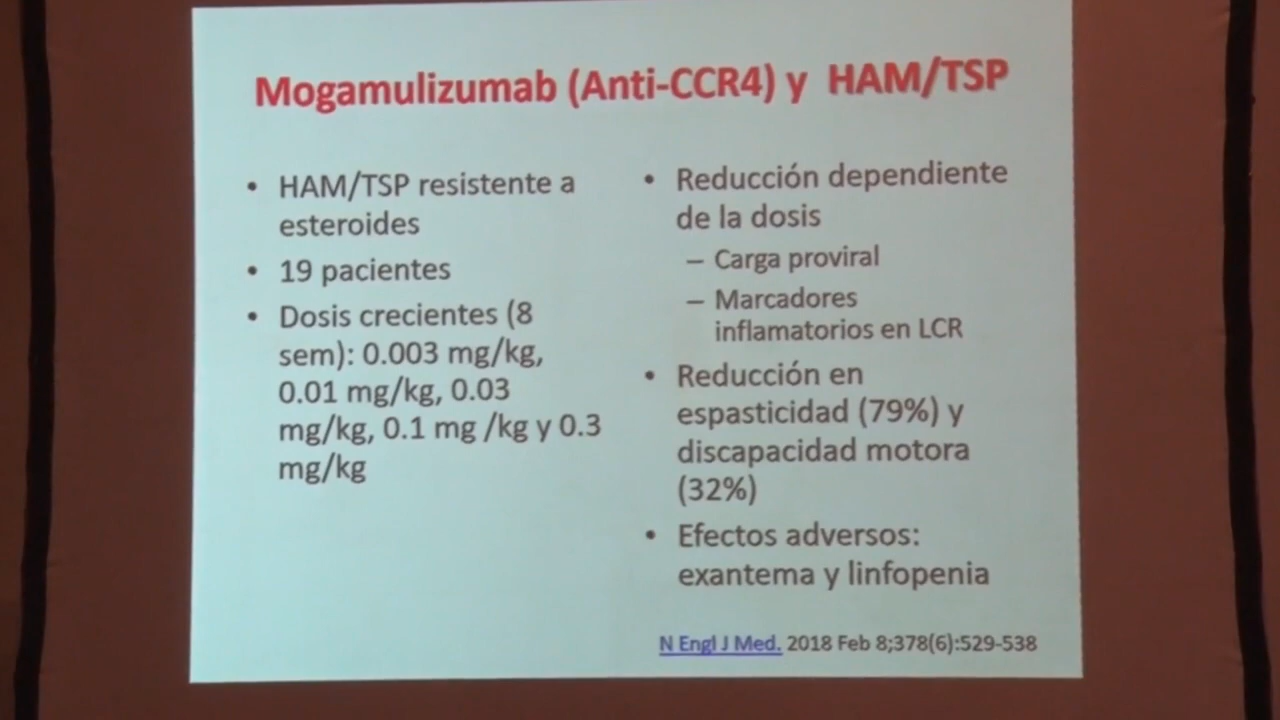 Mogamulizumab (Anti-CCR4) y HAM/TSP
• HAM/TSP resistente a
esteroides
• 19 pacientes
• Dosis crecientes (8
sem): 0.003 mg/kg,
0.01 mg/kg, 0.03
mg/kg, 0.1 mg /kg y 0.3
mg/kg
• Reducción dependiente
de la dosis
– Carga proviral
– Marcadores
inflamatorios en LCR
• Reducción en
espasticidad (79%) y
discapacidad motora
(32%)
• Efectos adversos:
exantema y linfopenia
N Engl J Med. 2018 Feb 8;378(6):529-538